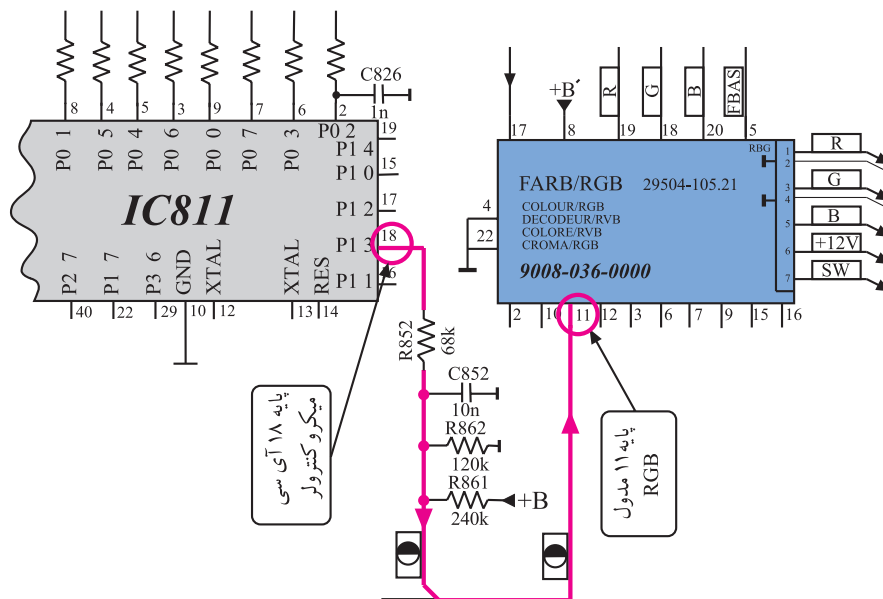 C826
1n
8
4
5
3
9
7
6
2
P0 1
P0 5
P0 4
P0 6
P0 0
P0 7
P0 3
P0 2
19
P1 4
15
P1 0
17
P1 2
18
P1 3
P1 1
IC811
P2 7
P1 7
P3 6
GND
XTAL
XTAL
RES
40
22
29
10
12
13
14
R852
68k
C852
10n
R862
120k
R861
240k
+B
پایه ۱۸ آی سی
میکرو کنترولر
+B´
R
G
B
FBAS
17
8
19
18
20
5
RBG
FARB/RGB
29504-105.21
COLOUR/RGB
DECODEUR/RVB
COLORE/RVB
CROMA/RGB
9008-036-0000
4
22
1
2
3
4
5
6
7
R
G
B
+12V
SW
2
10
11
12
3
6
7
9
15
16
پایه ۱۱ مدول
RGB